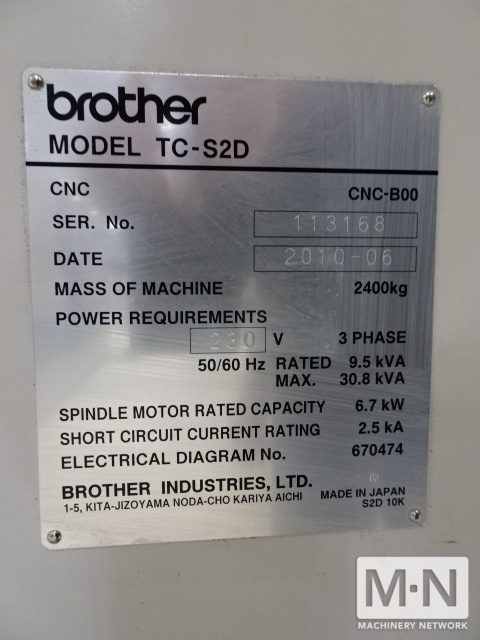 brother
MODEL TC-S2D
CNC CNC-B00
SER. No. 113168
DATE 2010-06
MASS OF MACHINE 2400kg
POWER REQUIREMENTS
230 V 3 PHASE
50/60 Hz RATED 9.5 kVA
MAX. 30.8 kVA
SPINDLE MOTOR RATED CAPACITY 6.7 kW
SHORT CIRCUIT CURRENT RATING 2.5 kA
ELECTRICAL DIAGRAM No. 670474
BROTHER INDUSTRIES, LTD.
1-5, KITA-JIZOYAMA NODA-CHO KARIYA AICHI MADE IN JAPAN
S2D 10K
M·N
MACHINERY NETWORK